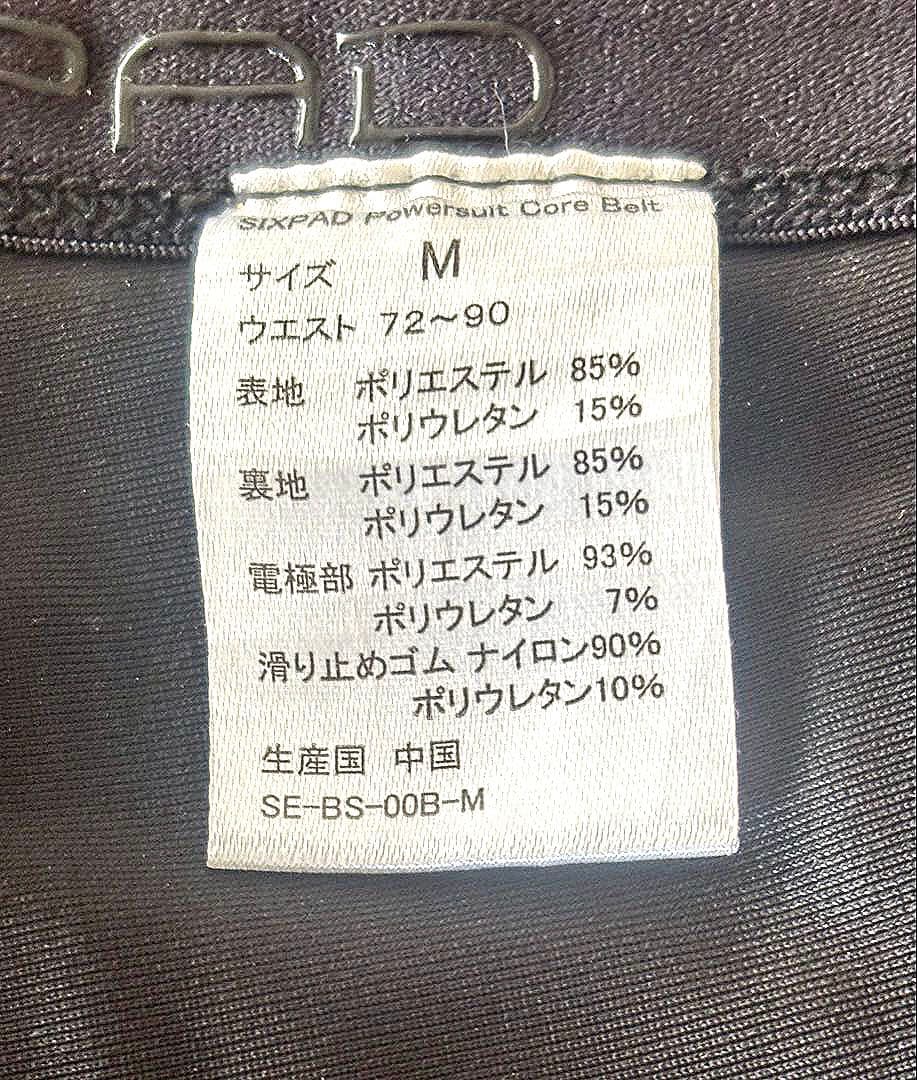 PAD
SIXPAD Powersuit Core Belt
サイズ M
ウエスト 72～90
表地 ポリエステル 85%
ポリウレタン 15%
裏地 ポリエステル 85%
ポリウレタン 15%
電極部 ポリエステル 93%
ポリウレタン 7%
滑り止めゴム ナイロン90%
ポリウレタン10%
生産国 中国
SE-BS-00B-M